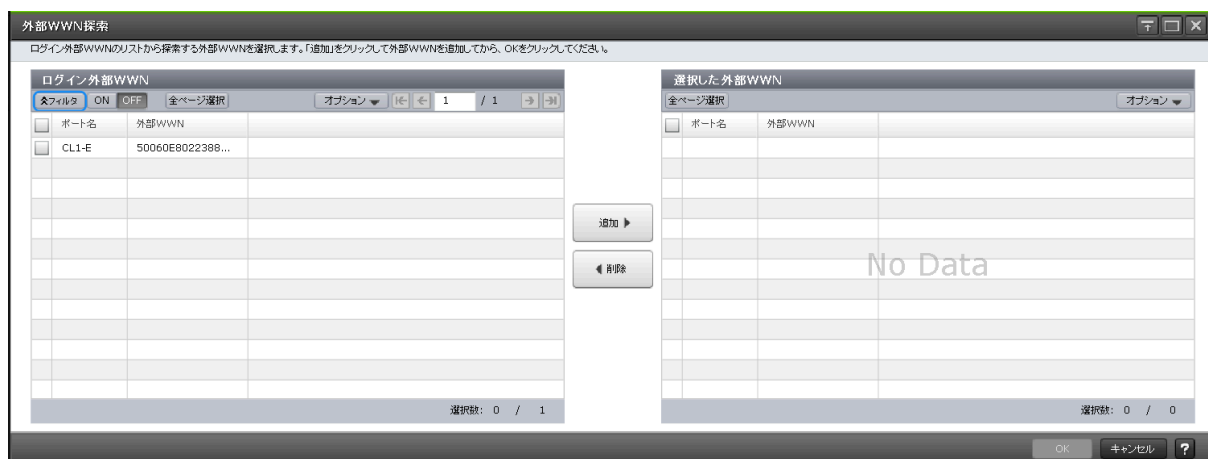 外部WWN探索
ログイン外部WWNのリストから探索する外部WWNを選択します。「追加」をクリックして外部WWNを追加してから、OKをクリックしてください。
ログイン外部WWN
フィルタ ON OFF 全ページ選択 オプション 1 / 1
ポート名 外部WWN
CL1-E 50060E8022388...
選択数: 0 / 1
追加
削除
選択した外部WWN
全ページ選択 オプション
ポート名 外部WWN
No Data
選択数: 0 / 0
OK キャンセル ?